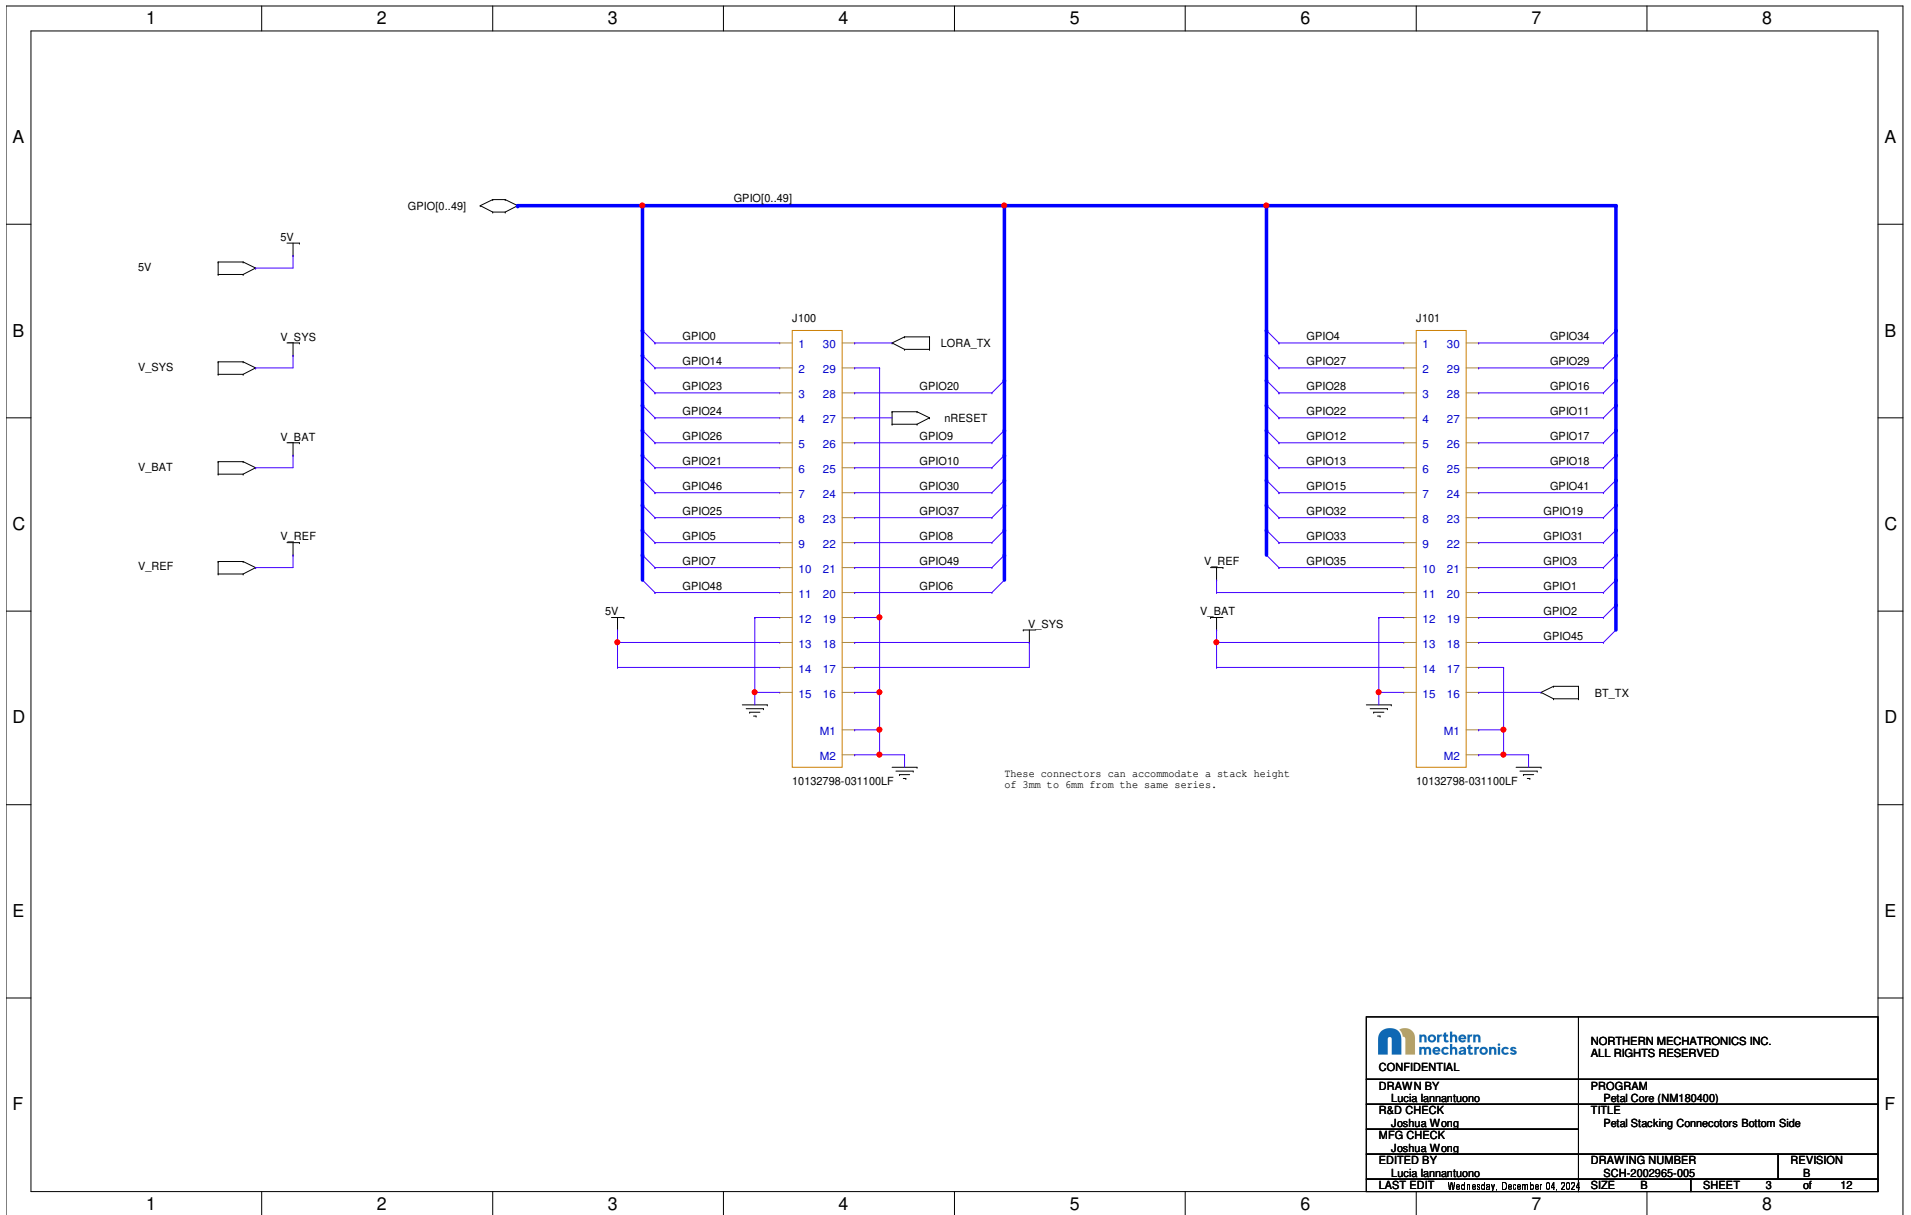 1 2 3 4 5 6 7 8
A A
GPIO[0..49] GPIO[0..49]
5V
5V
B B
V_SYS
V_SYS
V_BAT
V_BAT
C C
V_REF
V_REF
J100
GPIO0 1 30 LORA_TX
GPIO14 2 29
GPIO23 3 28 GPIO20
GPIO24 4 27 nRESET
GPIO26 5 26 GPIO9
GPIO21 6 25 GPIO10
GPIO46 7 24 GPIO30
GPIO25 8 23 GPIO37
GPIO5 9 22 GPIO8
GPIO7 10 21 GPIO49
GPIO48 11 20 GPIO6
5V 12 19
V_SYS
13 18
14 17
15 16
M1
M2
10132798-031100LF
J101
GPIO4 1 30 GPIO34
GPIO27 2 29 GPIO29
GPIO28 3 28 GPIO16
GPIO22 4 27 GPIO11
GPIO12 5 26 GPIO17
GPIO13 6 25 GPIO18
GPIO15 7 24 GPIO41
GPIO32 8 23 GPIO19
GPIO33 9 22 GPIO31
V_REF GPIO35 10 21 GPIO3
11 20 GPIO1
V_BAT 12 19 GPIO2
13 18 GPIO45
14 17
15 16 BT_TX
M1
M2
10132798-031100LF
These connectors can accommodate a stack height
of 3mm to 6mm from the same series.
D D
E E
F F
northern
mechatronics
CONFIDENTIAL
NORTHERN MECHATRONICS INC.
ALL RIGHTS RESERVED
DRAWN BY
Lucia Iannantuono
PROGRAM
Petal Core (NM180400)
R&D CHECK
Joshua Wong
TITLE
Petal Stacking Connecotors Bottom Side
MFG CHECK
Joshua Wong
EDITED BY
Lucia Iannantuono
DRAWING NUMBER
SCH-2002965-005
REVISION
B
LAST EDIT Wednesday, December 04, 2024
SIZE B SHEET 3 of 12
1 2 3 4 5 6 7 8